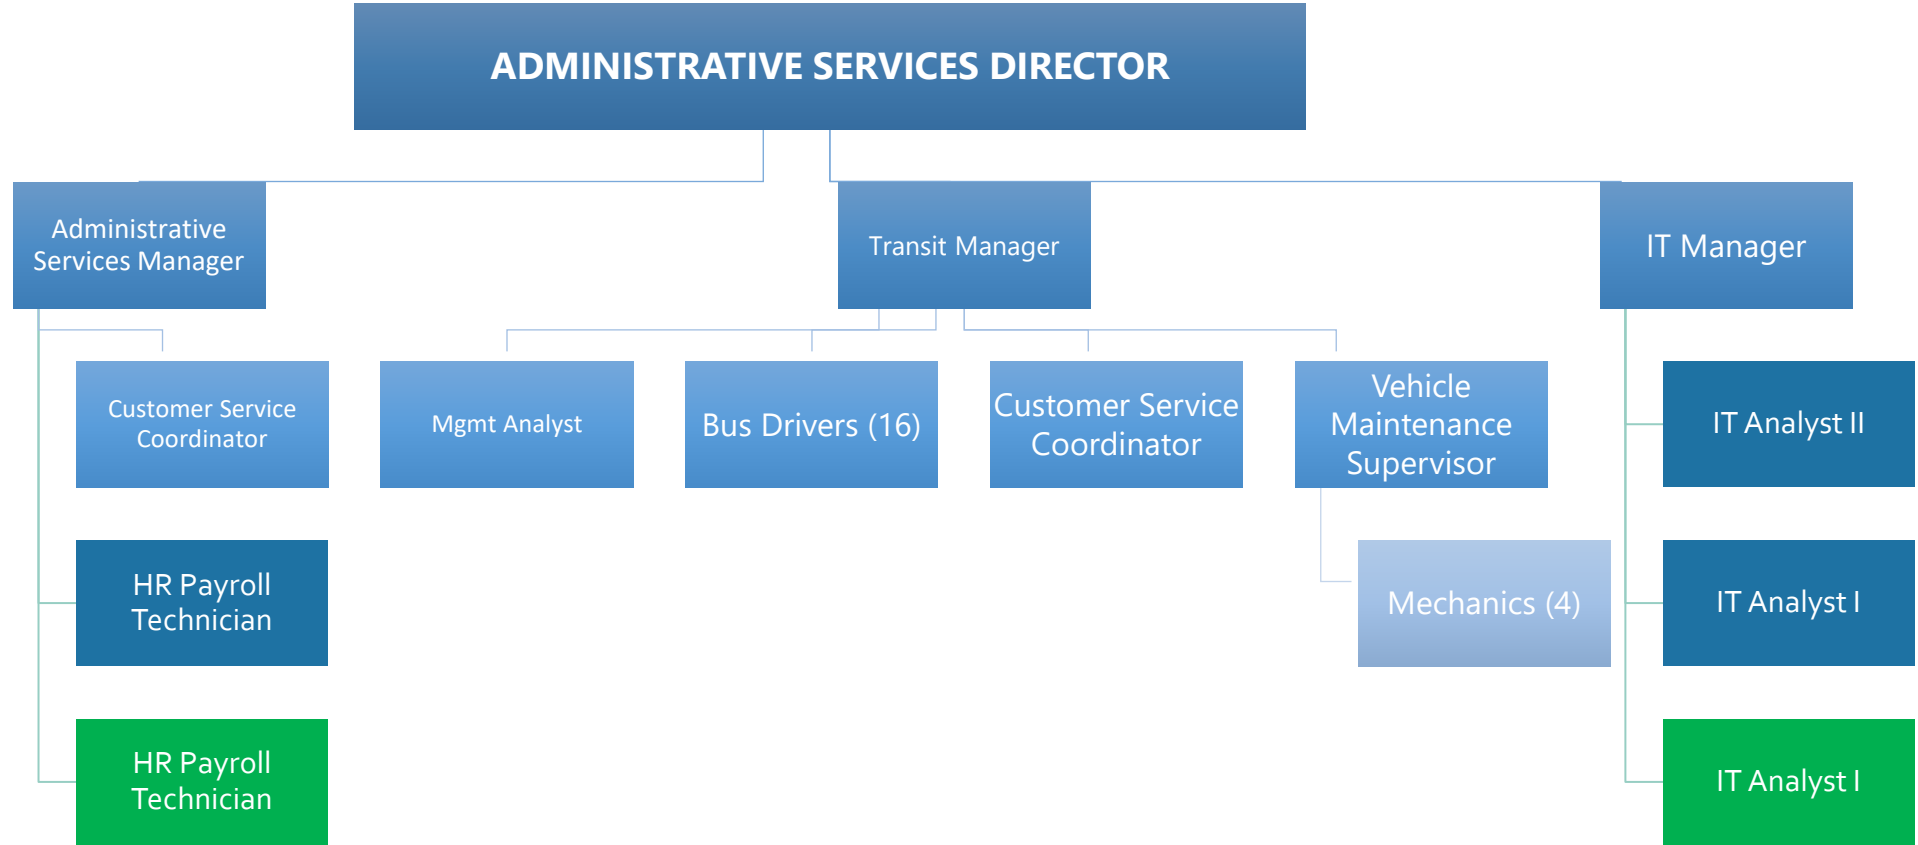 ADMINISTRATIVE SERVICES DIRECTOR
Administrative
Services Manager
Transit Manager
IT Manager
Customer Service
Coordinator
Mgmt Analyst
Bus Drivers (16)
Customer Service
Coordinator
Vehicle
Maintenance
Supervisor
IT Analyst II
HR Payroll
Technician
Mechanics (4)
IT Analyst I
HR Payroll
Technician
IT Analyst I